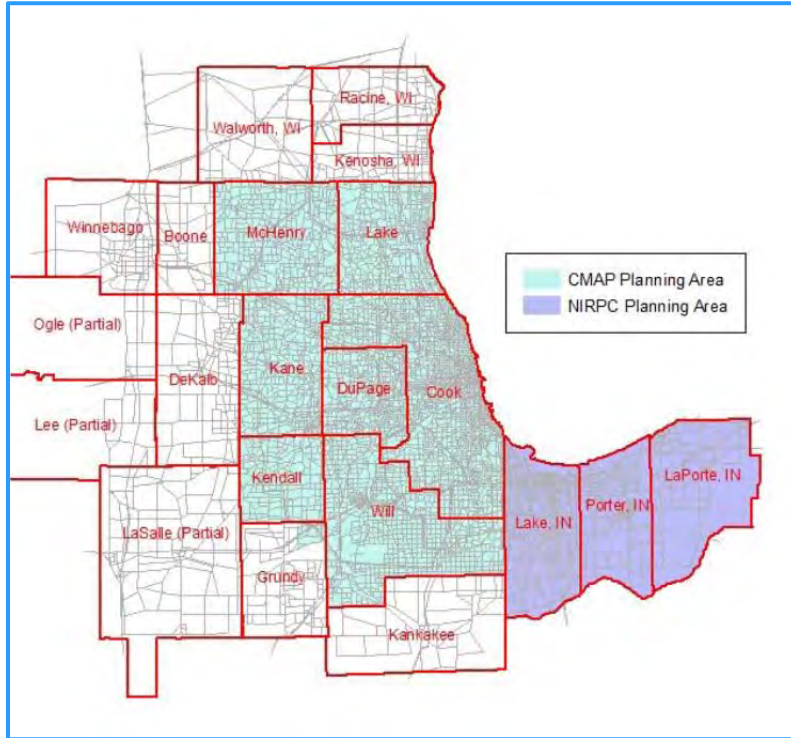 Racine, WI
Walworth, WI
Kenosha, WI
Winnebago
Boone
McHenry
Lake
CMAP Planning Area
NIRPC Planning Area
Ogle (Partial)
Kane
DeKalb
DuPage
Cook
Lee (Partial)
Kendall
LaPorte, IN
Porter, IN
Lake, IN
Will
LaSalle (Partial)
Grundy
Kankakee